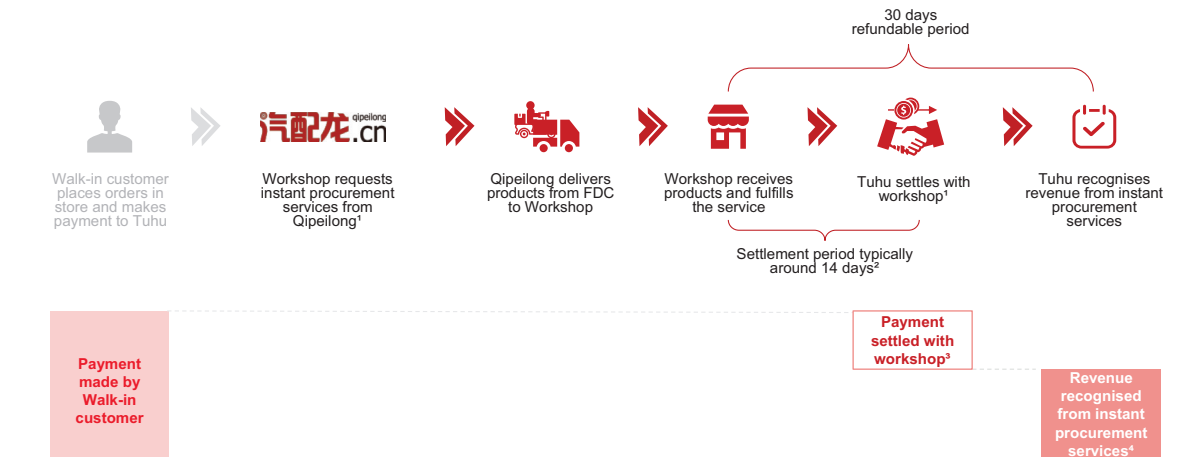 30 days
refundable period
汽配龙
qipeilong
.cn
Walk-in customer
places orders in
store and makes
payment to Tuhu
Workshop requests
instant procurement
services from
Qipeilong¹
Qipeilong delivers
products from FDC
to Workshop
Workshop receives
products and fulfills
the service
Tuhu settles with
workshop¹
Tuhu recognises
revenue from instant
procurement
services
Settlement period typically
around 14 days²
Payment
made by
Walk-in
customer
Payment
settled with
workshop³
Revenue
recognised
from instant
procurement
services⁴